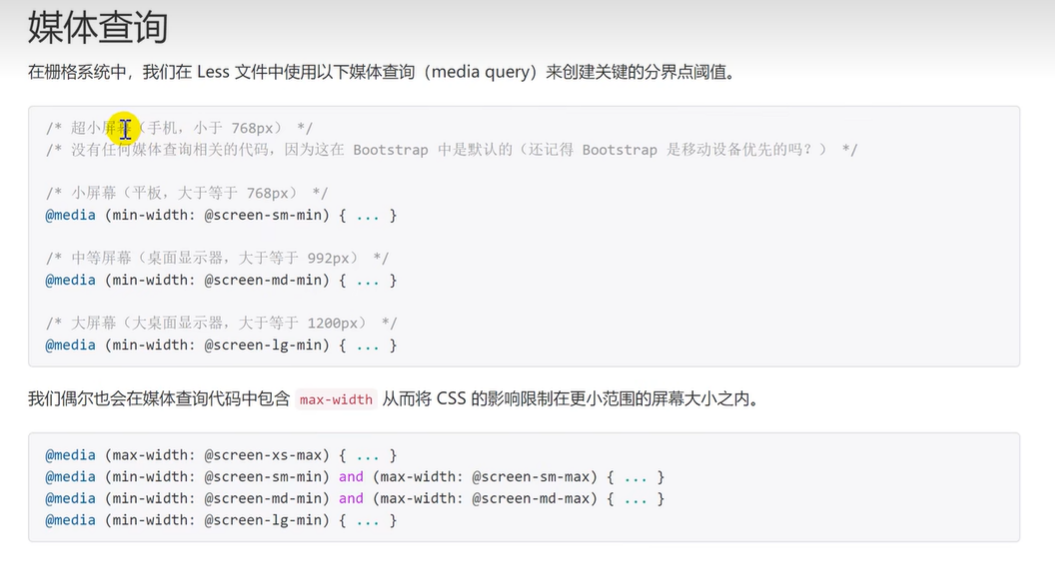 媒体查询
在栅格系统中，我们在 Less 文件中使用以下媒体查询（media query）来创建关键的分界点阈值。
/* 超小屏幕（手机，小于 768px） */
/* 没有任何媒体查询相关的代码，因为这在 Bootstrap 中是默认的（还记得 Bootstrap 是移动设备优先的吗？） */
/* 小屏幕（平板，大于等于 768px） */
@media (min-width: @screen-sm-min) { ... }
/* 中等屏幕（桌面显示器，大于等于 992px） */
@media (min-width: @screen-md-min) { ... }
/* 大屏幕（大桌面显示器，大于等于 1200px） */
@media (min-width: @screen-lg-min) { ... }
我们偶尔也会在媒体查询代码中包含 max-width 从而将 CSS 的影响限制在更小范围的屏幕大小之内。
@media (max-width: @screen-xs-max) { ... }
@media (min-width: @screen-sm-min) and (max-width: @screen-sm-max) { ... }
@media (min-width: @screen-md-min) and (max-width: @screen-md-max) { ... }
@media (min-width: @screen-lg-min) { ... }